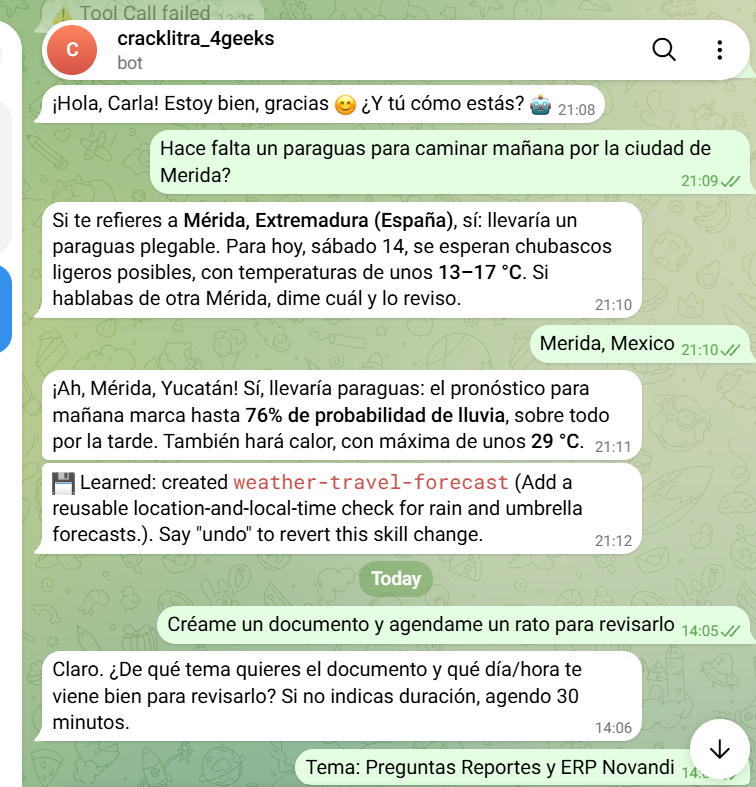 Tool Call failed
C
cracklitra_4geeks
bot
¡Hola, Carla! Estoy bien, gracias 😊 ¿Y tú cómo estás? 🤖 21:08
Hace falta un paraguas para caminar mañana por la ciudad de
Merida?
21:09
Si te refieres a Mérida, Extremadura (España), sí: llevaría un
paraguas plegable. Para hoy, sábado 14, se esperan chubascos
ligeros posibles, con temperaturas de unos 13–17 °C. Si
hablabas de otra Mérida, dime cuál y lo reviso.
21:10
Merida, Mexico 21:10
¡Ah, Mérida, Yucatán! Sí, llevaría paraguas: el pronóstico para
mañana marca hasta 76% de probabilidad de lluvia, sobre todo
por la tarde. También hará calor, con máxima de unos 29 °C. 21:11
💾 Learned: created weather-travel-forecast (Add a
reusable location-and-local-time check for rain and umbrella
forecasts.). Say "undo" to revert this skill change.
21:12
Today
Créame un documento y agendame un rato para revisarlo 14:05
Claro. ¿De qué tema quieres el documento y qué día/hora te
viene bien para revisarlo? Si no indicas duración, agendo 30
minutos.
14:06
Tema: Preguntas Reportes y ERP Novandi